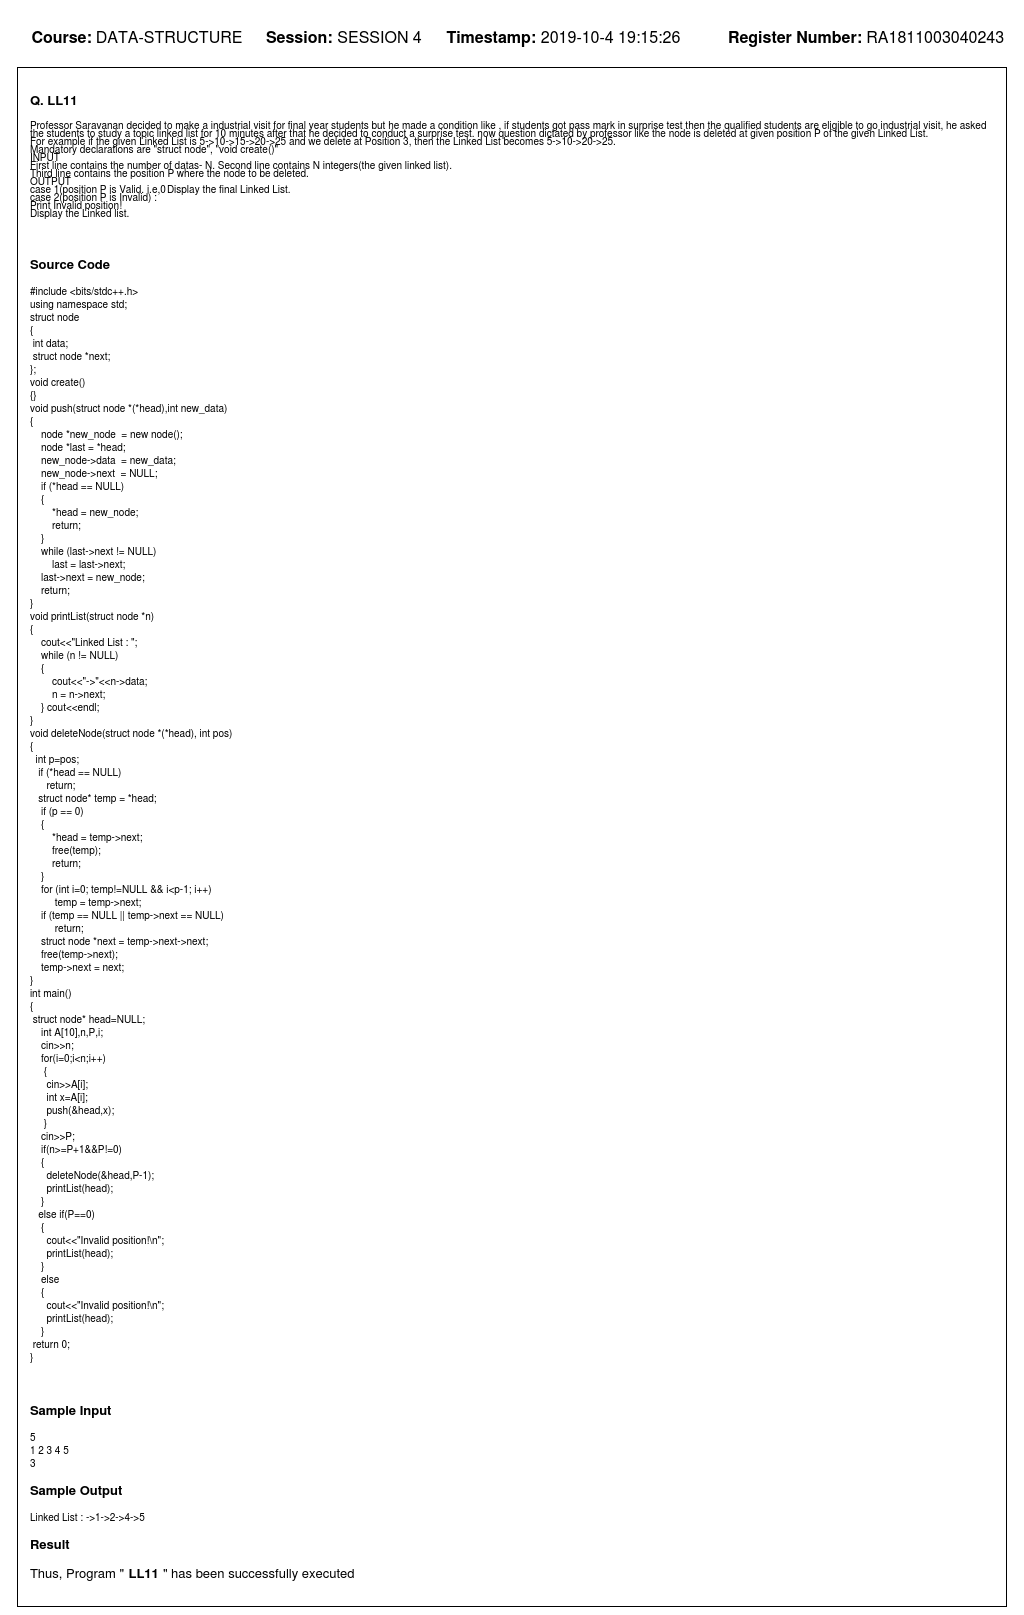 Course: DATA-STRUCTURE Session: SESSION 4 Timestamp: 2019-10-4 19:15:26 Register Number: RA1811003040243
Q. LL11
Professor Saravanan decided to make a industrial visit for final year students but he made a condition like , if students got pass mark in surprise test then the qualified students are eligible to go industrial visit, he asked
the students to study a topic linked list for 10 minutes after that he decided to conduct a surprise test. now question dictated by professor like the node is deleted at given position P of the given Linked List.
For example if the given Linked List is 5->10->15->20->25 and we delete at Position 3, then the Linked List becomes 5->10->20->25.
Mandatory declarations are "struct node", "void create()"
INPUT
First line contains the number of datas- N. Second line contains N integers(the given linked list).
Third line contains the position P where the node to be deleted.
OUTPUT
case 1(position P is Valid. i.e.0 Display the final Linked List.
case 2(position P is Invalid) :
Print Invalid position!
Display the Linked list.
Source Code
#include <bits/stdc++.h>
using namespace std;
struct node
{
 int data;
 struct node *next;
};
void create()
{}
void push(struct node *(*head),int new_data)
{
    node *new_node  = new node();
    node *last = *head;
    new_node->data  = new_data;
    new_node->next  = NULL;
    if (*head == NULL)
    {
        *head = new_node;
        return;
    }
    while (last->next != NULL)
        last = last->next;
    last->next = new_node;
    return;
}
void printList(struct node *n)
{
    cout<<"Linked List : ";
    while (n != NULL)
    {
        cout<<"->"<<n->data;
        n = n->next;
    } cout<<endl;
}
void deleteNode(struct node *(*head), int pos)
{
  int p=pos;
   if (*head == NULL)
      return;
   struct node* temp = *head;
    if (p == 0)
    {
        *head = temp->next;
        free(temp);
        return;
    }
    for (int i=0; temp!=NULL && i<p-1; i++)
         temp = temp->next;
    if (temp == NULL || temp->next == NULL)
         return;
    struct node *next = temp->next->next;
    free(temp->next);
    temp->next = next;
}
int main()
{
 struct node* head=NULL;
    int A[10],n,P,i;
    cin>>n;
    for(i=0;i<n;i++)
     {
      cin>>A[i];
      int x=A[i];
      push(&head,x);
     }
    cin>>P;
    if(n>=P+1&&P!=0)
    {
      deleteNode(&head,P-1);
      printList(head);
    }
   else if(P==0)
    {
      cout<<"Invalid position!\n";
      printList(head);
    }
    else
    {
      cout<<"Invalid position!\n";
      printList(head);
    }
 return 0;
}
Sample Input
5
1 2 3 4 5
3
Sample Output
Linked List : ->1->2->4->5
Result
Thus, Program " LL11 " has been successfully executed